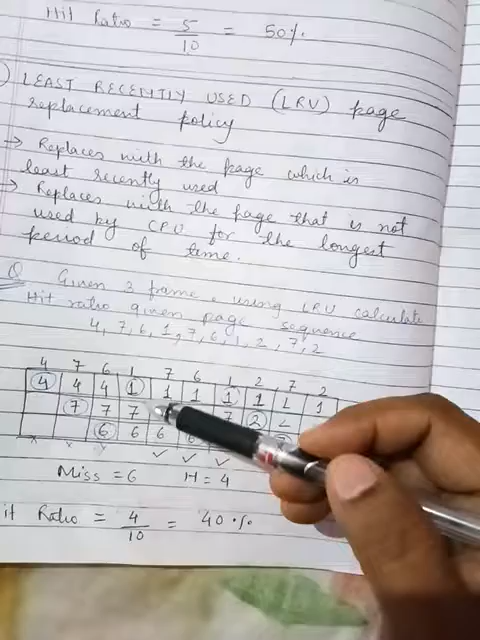 Hit Ratio = 5/10 = 50%.
) LEAST RECENTLY USED (LRU) page
replacement policy
→ Replaces with the page which is
least recently used
→ Replaces with the page that is not
used by CPU for the longest
period of time.
Q Given 3 frame using LRU calculate
Hit ratio given page sequence
4, 7, 6, 1, 7, 6, 1, 2, 7, 2
4 7 6 1 7 6 1 2 7 2
4 4 4 1 1 1 1 1 1 1
7 7 7 7 2 2
6 6 6 6
x x ✓ ✓ ✓
Miss = 6 H = 4
it Ratio = 4/10 = 40%